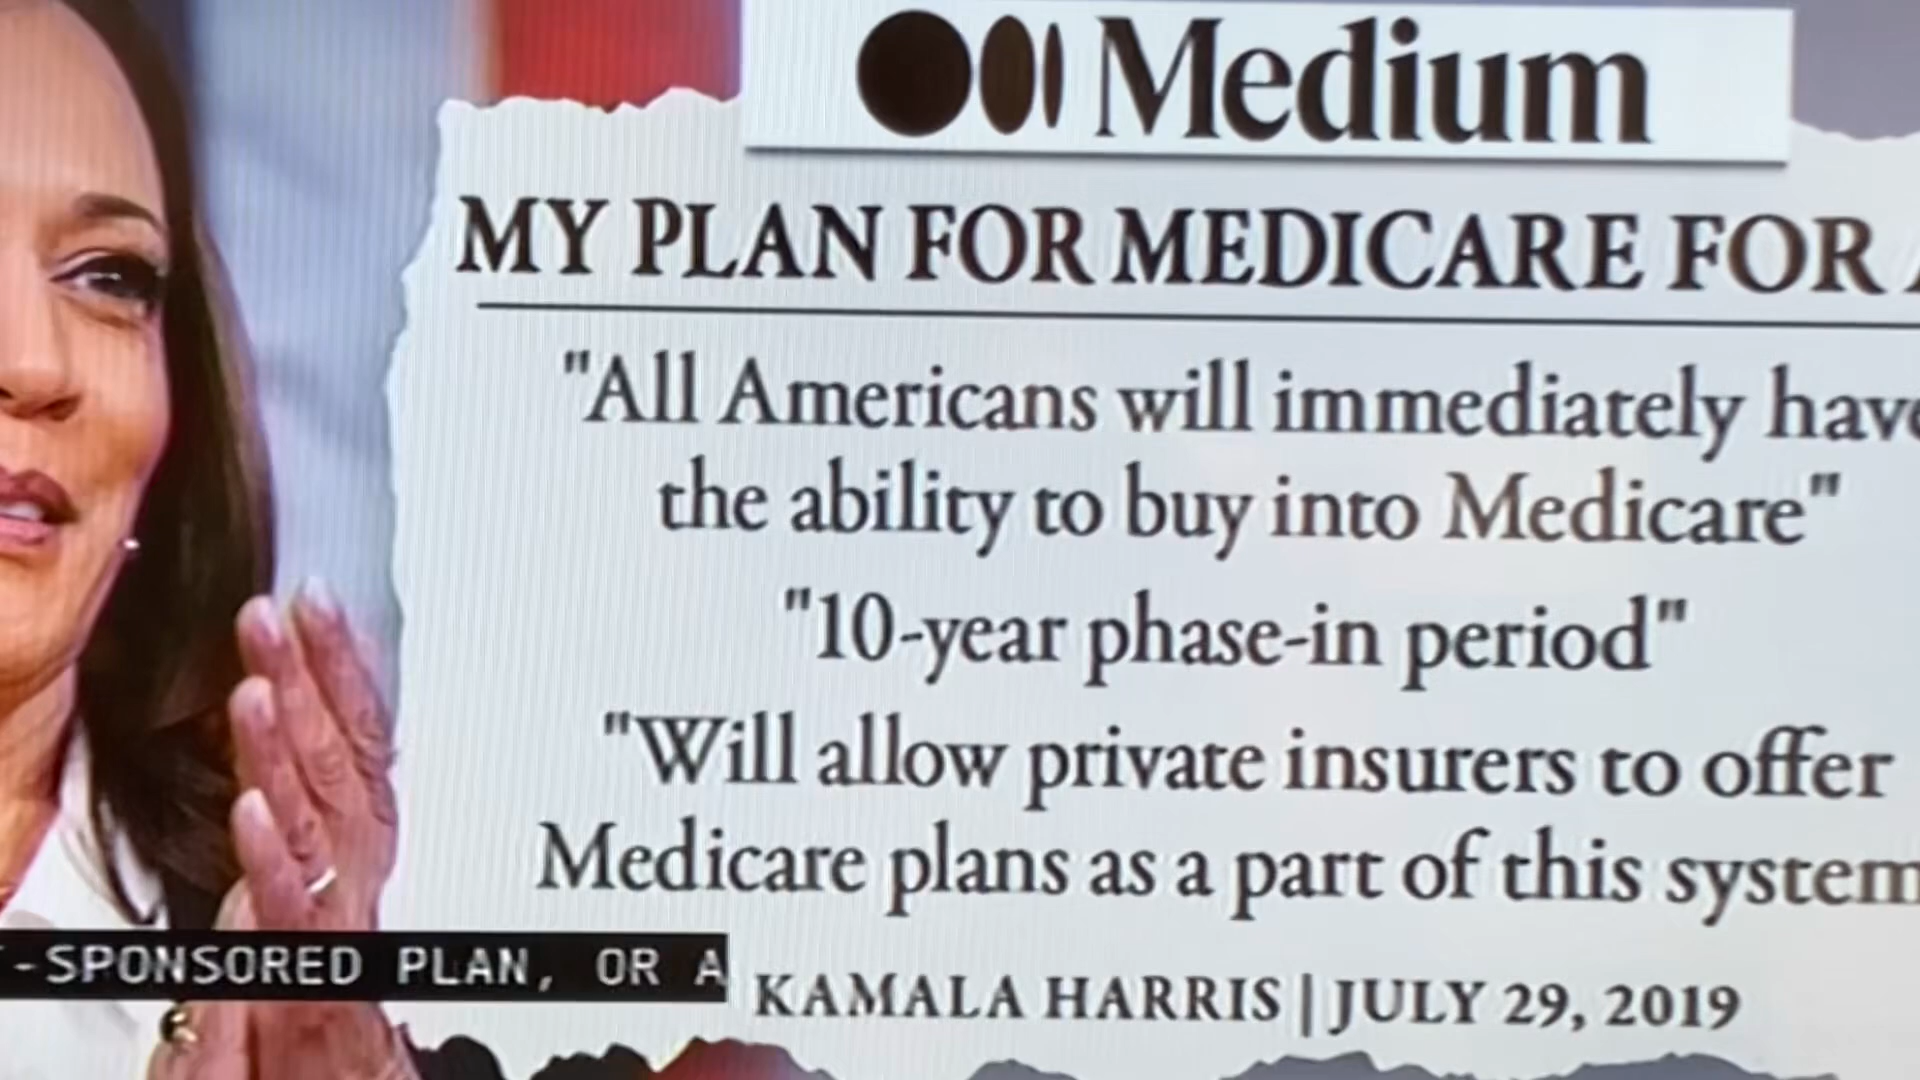 Medium
MY PLAN FOR MEDICARE FOR
"All Americans will immediately have
the ability to buy into Medicare"
"10-year phase-in period"
"Will allow private insurers to offer
Medicare plans as a part of this system
-SPONSORED PLAN, OR A
KAMALA HARRIS | JULY 29, 2019